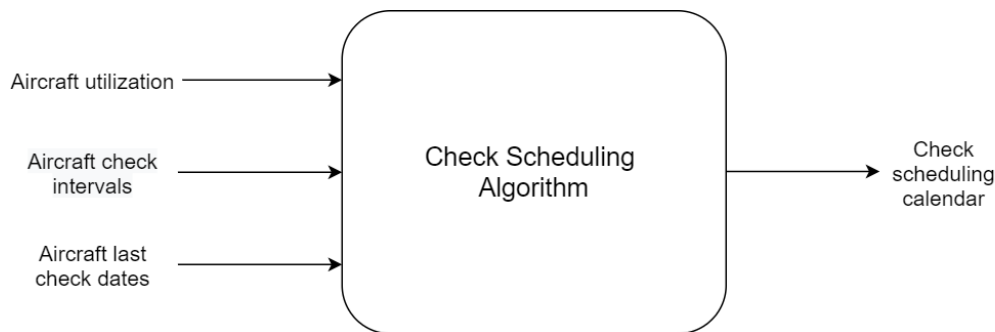 Aircraft utilization
Aircraft check
intervals
Aircraft last
check dates
Check Scheduling
Algorithm
Check
scheduling
calendar